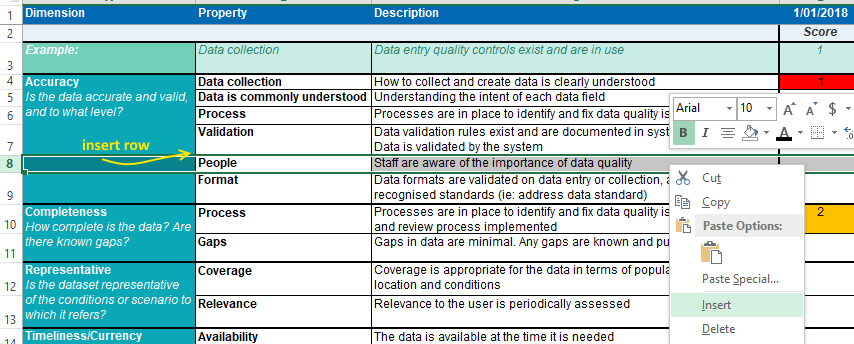 1 Dimension Property Description 1/01/2018
2 Score
3 Example: Data collection Data entry quality controls exist and are in use 1
4 Accuracy Data collection How to collect and create data is clearly understood 1
5 Is the data accurate and valid, Data is commonly understood Understanding the intent of each data field
6 and to what level? Process Processes are in place to identify and fix data quality is
Validation Data validation rules exist and are documented in syst
7 Data is validated by the system
insert row
8 People Staff are aware of the importance of data quality
Format Data formats are validated on data entry or collection,
9 recognised standards (ie: address data standard)
Completeness Process Processes are in place to identify and fix data quality is 2
10 How complete is the data? Are and review process implemented
11 there known gaps? Gaps Gaps in data are minimal. Any gaps are known and pu
Representative Coverage Coverage is appropriate for the data in terms of popula
12 Is the dataset representative location and conditions
of the conditions or scenario to Relevance Relevance to the user is periodically assessed
13 which it refers?
14 Timeliness/Currency Availability The data is available at the time it is needed
Arial 10 A A $
B I A
Cut
Copy
Paste Options:
Paste Special...
Insert
Delete